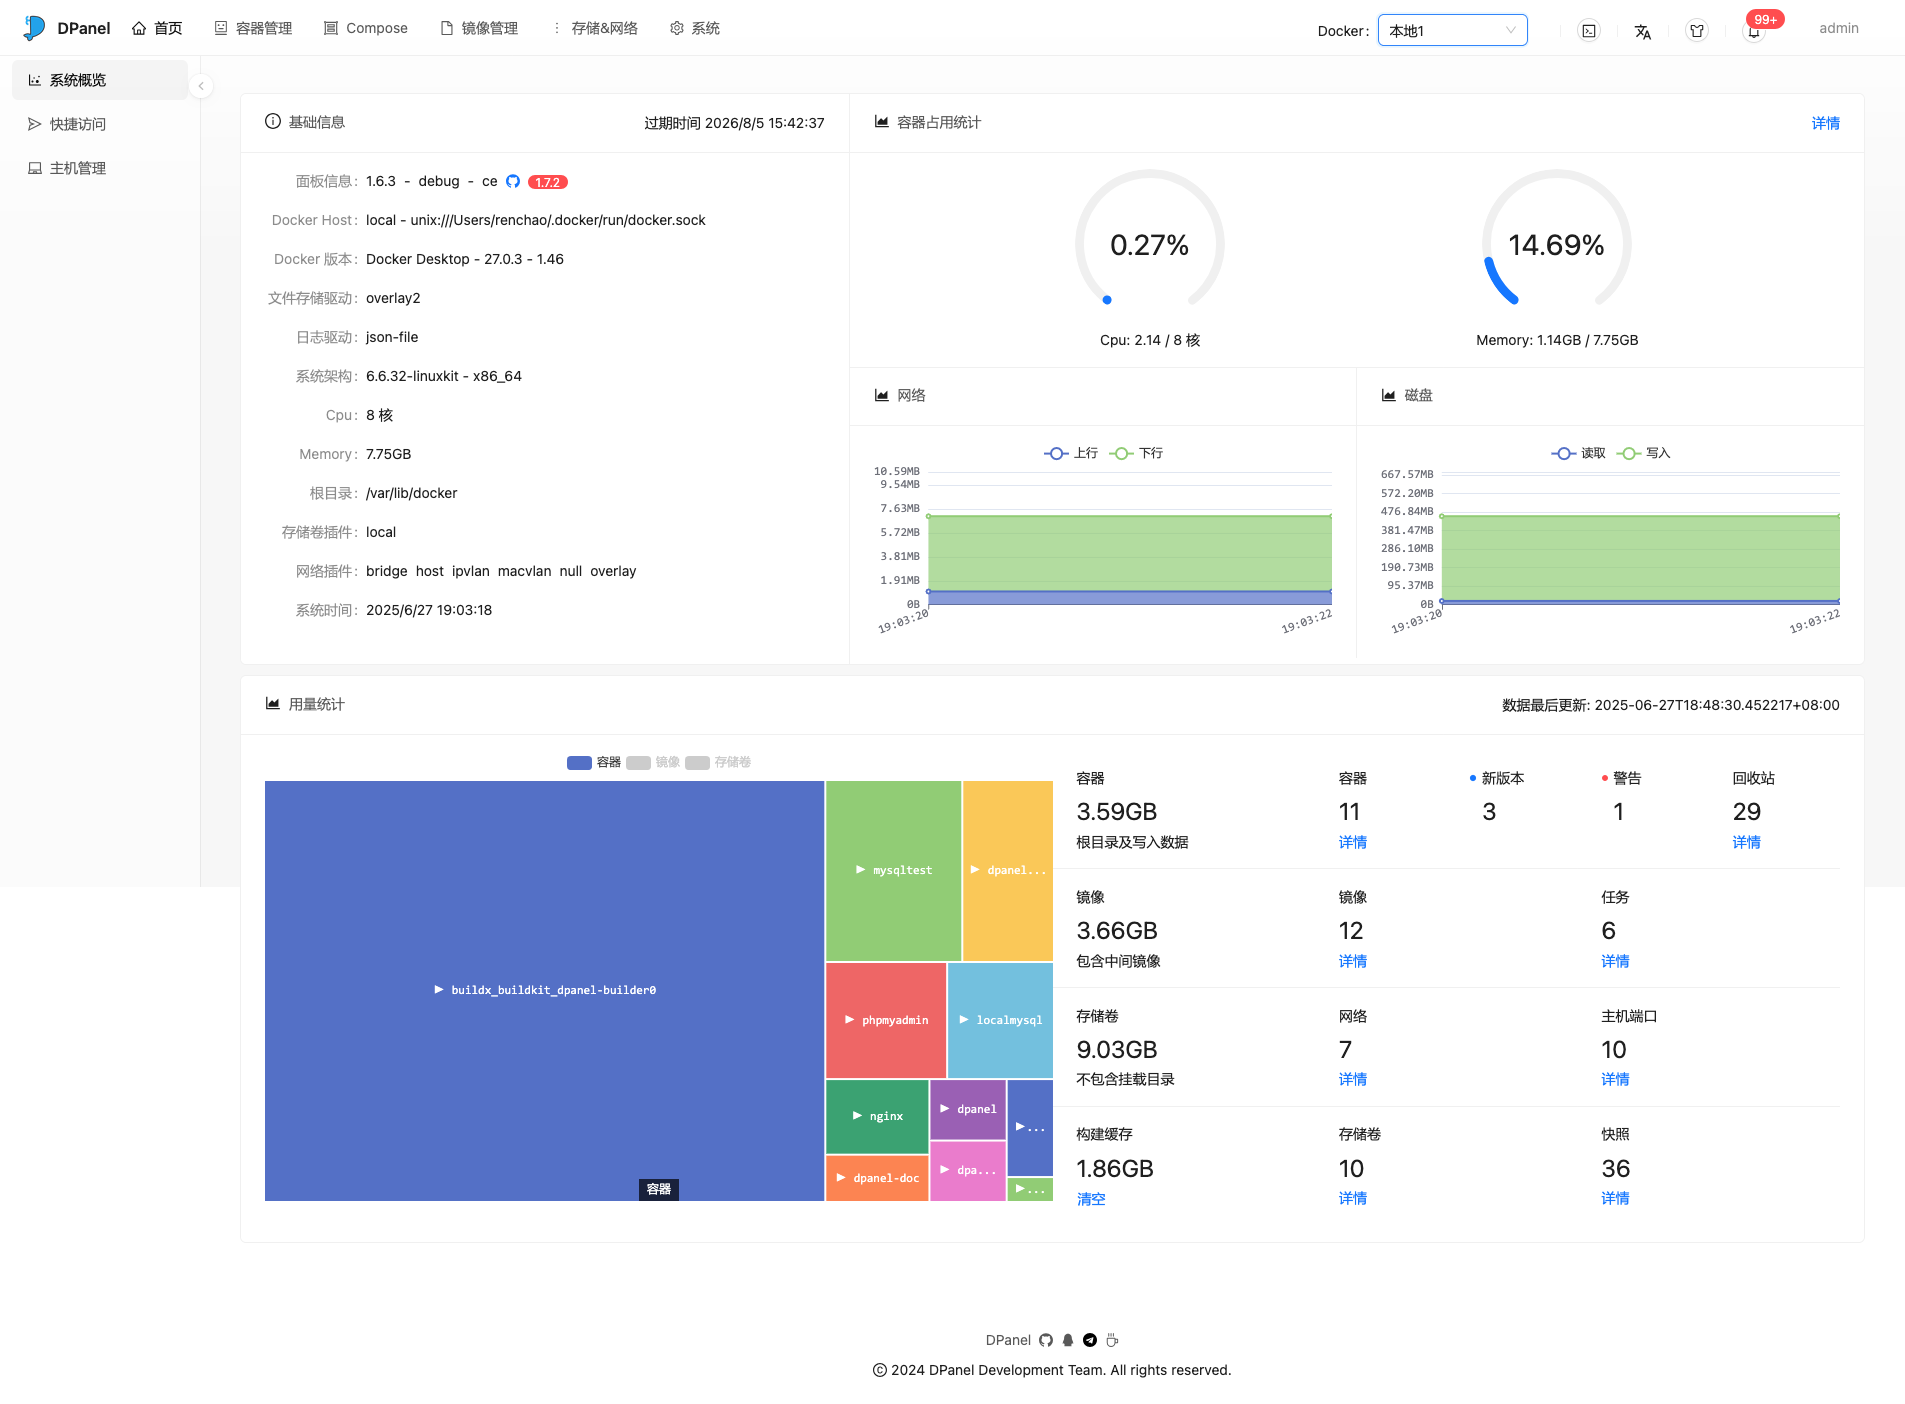 DPanel 首页 容器管理 Compose 镜像管理 存储&网络 系统 Docker: 本地1 99+ admin
系统概览
快捷访问
主机管理
基础信息 过期时间 2026/8/5 15:42:37
面板信息: 1.6.3 - debug - ce 1.7.2
Docker Host: local - unix:///Users/renchao/.docker/run/docker.sock
Docker 版本: Docker Desktop - 27.0.3 - 1.46
文件存储驱动: overlay2
日志驱动: json-file
系统架构: 6.6.32-linuxkit - x86_64
Cpu: 8 核
Memory: 7.75GB
根目录: /var/lib/docker
存储卷插件: local
网络插件: bridge host ipvlan macvlan null overlay
系统时间: 2025/6/27 19:03:18
容器占用统计 详情
0.27% 14.69%
Cpu: 2.14 / 8 核 Memory: 1.14GB / 7.75GB
网络
上行 下行
10.59MB
9.54MB
7.63MB
5.72MB
3.81MB
1.91MB
0B
19:03:20 19:03:22
磁盘
读取 写入
667.57MB
572.20MB
476.84MB
381.47MB
286.10MB
190.73MB
95.37MB
0B
19:03:20 19:03:22
用量统计 数据最后更新: 2025-06-27T18:48:30.452217+08:00
容器 镜像 存储卷
buildx_buildkit_dpanel-builder0
mysqltest
dpanel...
phpmyadmin
localmysql
nginx
dpanel
...
dpanel-doc
dpa...
...
容器
容器 容器 新版本 警告 回收站
3.59GB 11 3 1 29
根目录及写入数据 详情 详情
镜像 镜像 任务
3.66GB 12 6
包含中间镜像 详情 详情
存储卷 网络 主机端口
9.03GB 7 10
不包含挂载目录 详情 详情
构建缓存 存储卷 快照
1.86GB 10 36
清空 详情 详情
DPanel
© 2024 DPanel Development Team. All rights reserved.